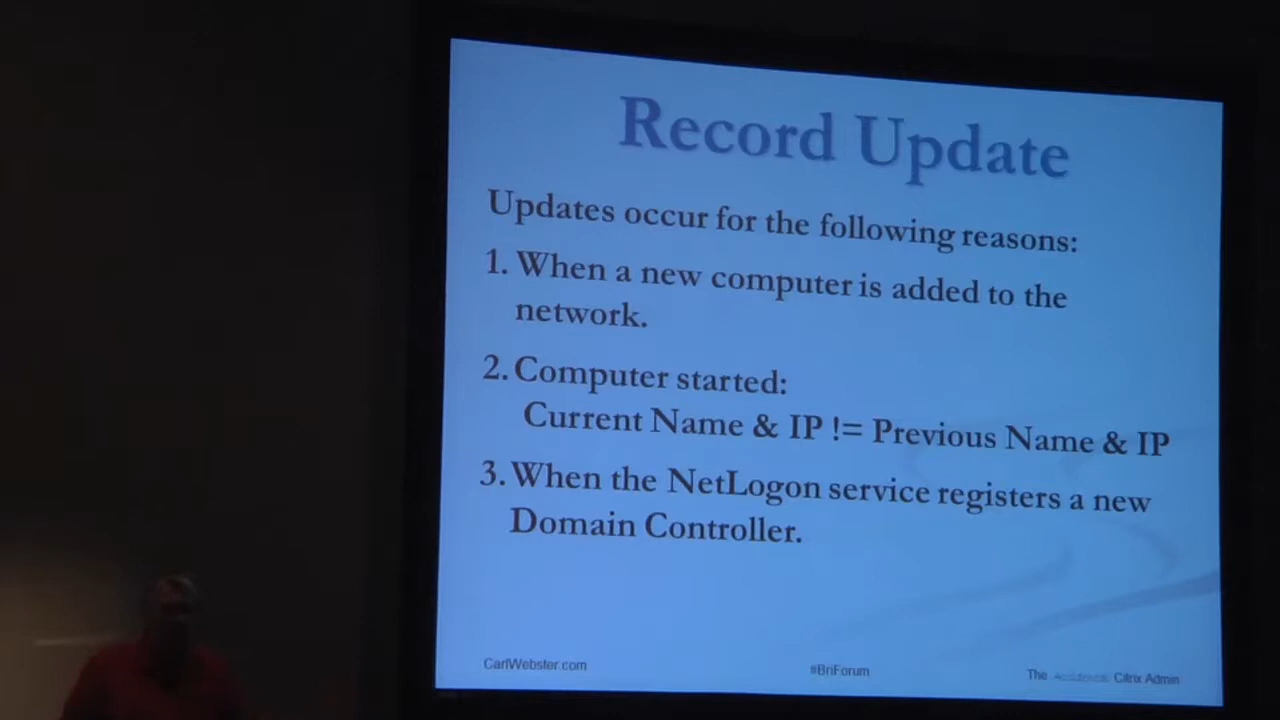 Record Update
Updates occur for the following reasons:
1. When a new computer is added to the
network.
2. Computer started:
Current Name & IP != Previous Name & IP
3. When the NetLogon service registers a new
Domain Controller.
CarlWebster.com
#BriForum
The Citrix Admin